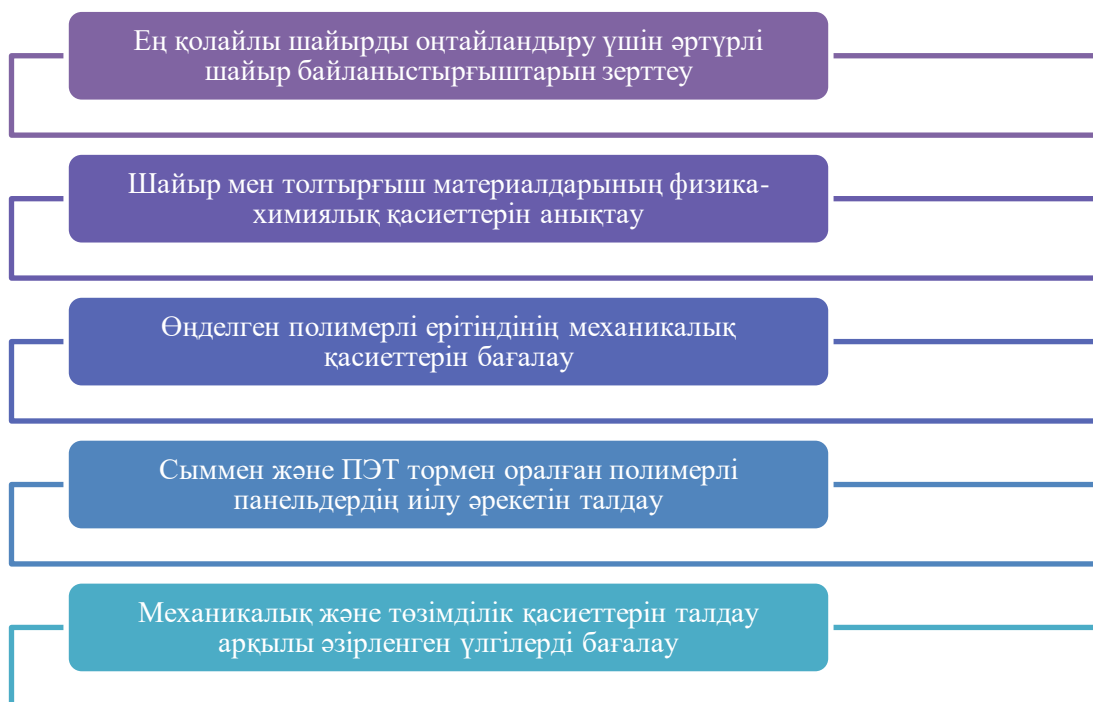 Ең қолайлы шайырды оңтайландыру үшін әртүрлі
шайыр байланыстырғыштарын зерттеу
Шайыр мен толтырғыш материалдарының физика-
химиялық қасиеттерін анықтау
Өңделген полимерлі ерітіндінің механикалық
қасиеттерін бағалау
Сыммен және ПЭТ тормен оралған полимерлі
панельдердің иілу әрекетін талдау
Механикалық және төзімділік қасиеттерін талдау
арқылы әзірленген үлгілерді бағалау